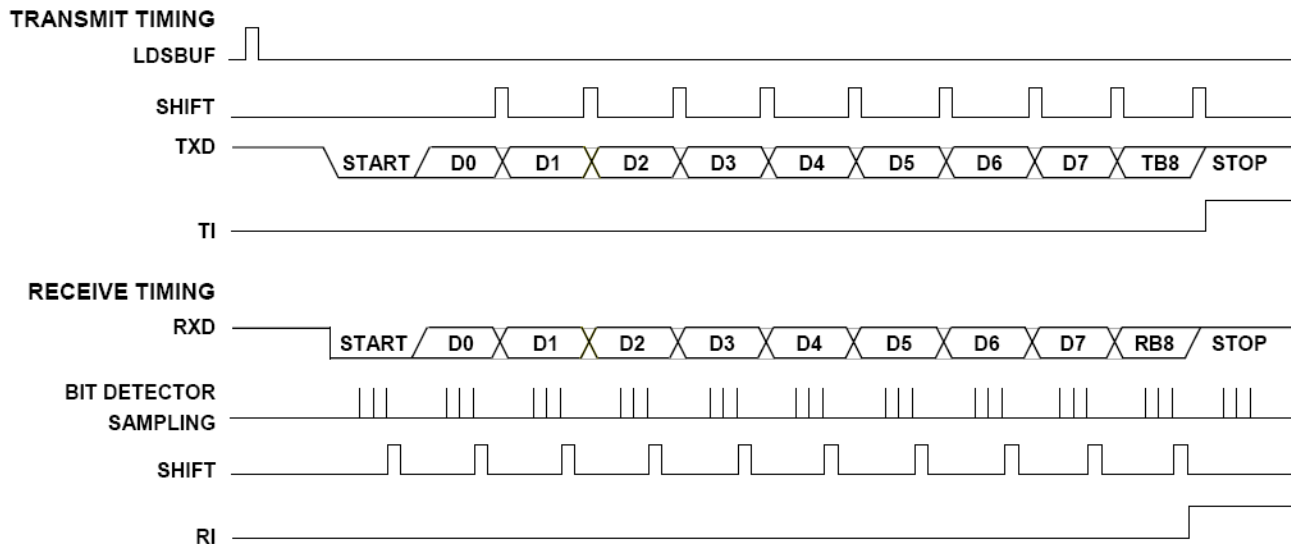 TRANSMIT TIMING
LDSBUF
SHIFT
TXD START D0 D1 D2 D3 D4 D5 D6 D7 TB8 STOP
TI
RECEIVE TIMING
RXD START D0 D1 D2 D3 D4 D5 D6 D7 RB8 STOP
BIT DETECTOR
SAMPLING
SHIFT
RI